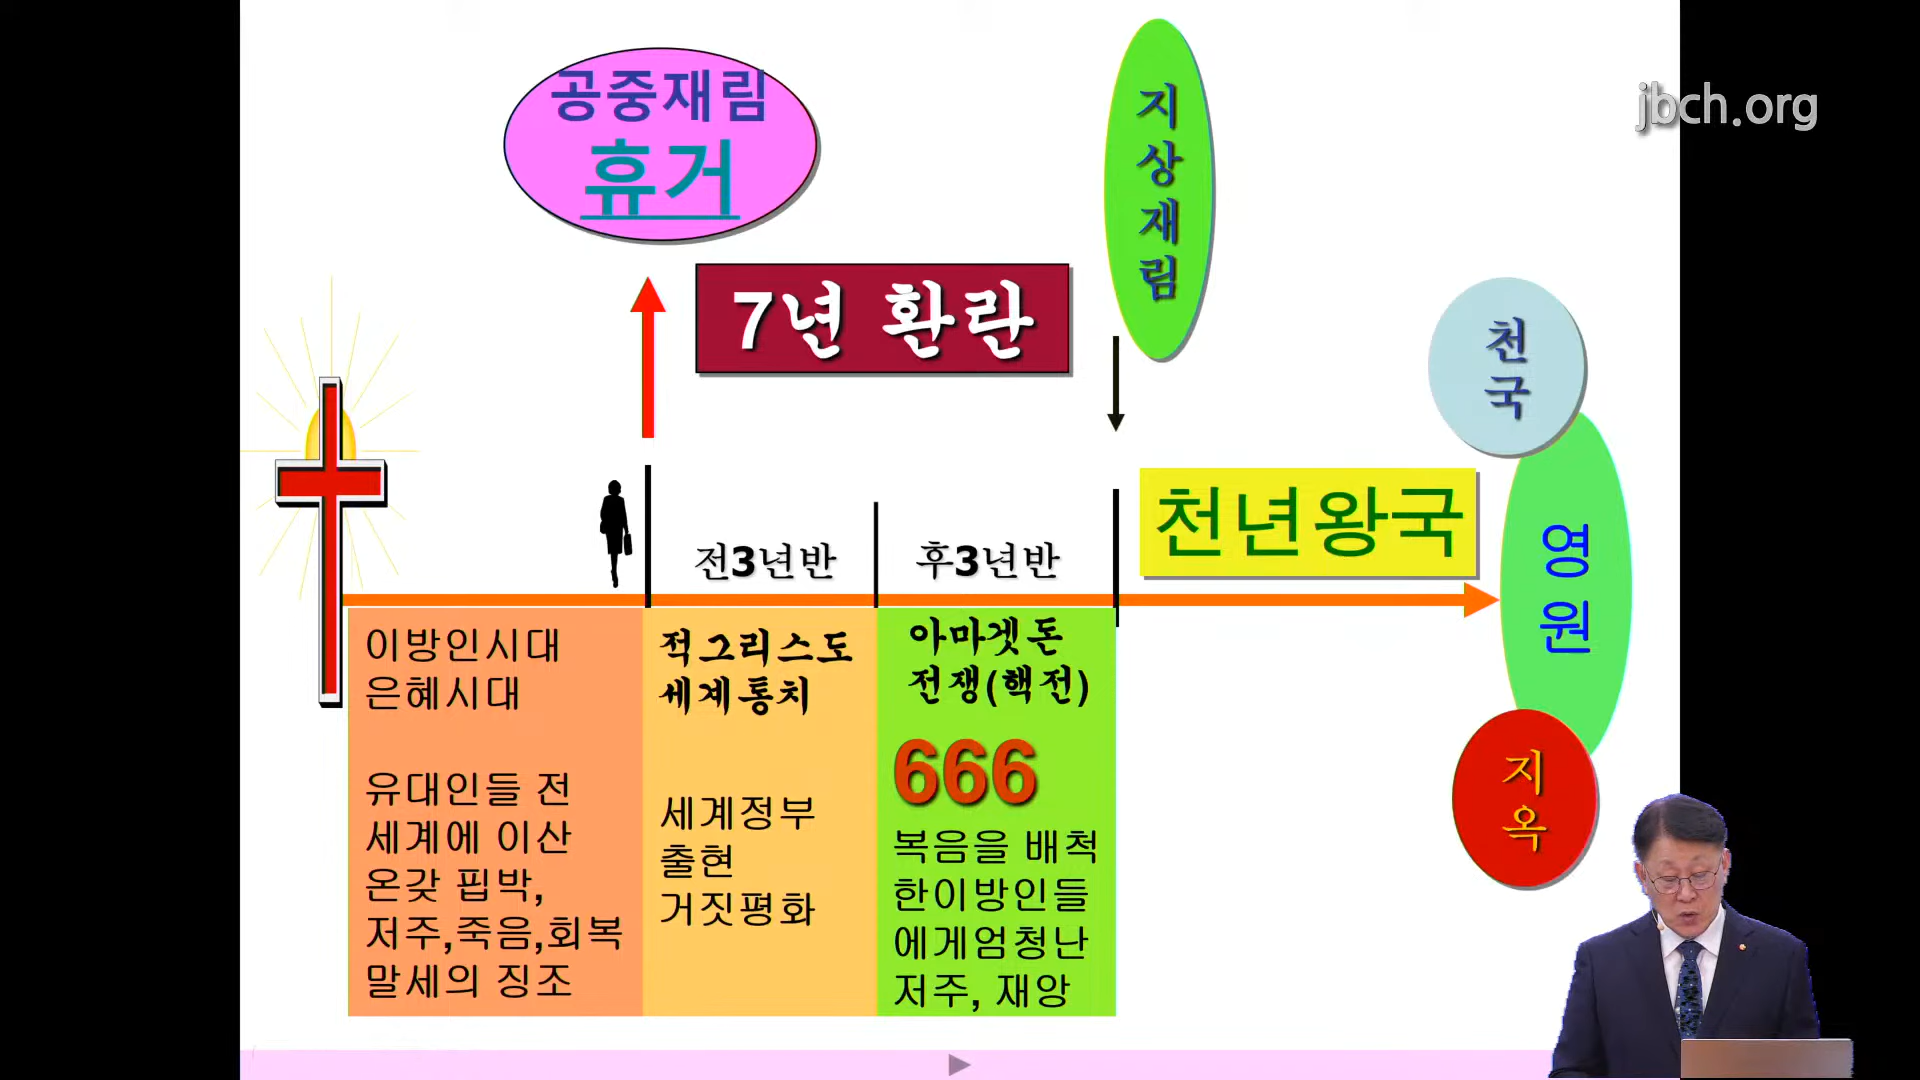 공중재림
휴거
지상재림
jbch.org
7년 환란
천국
천년왕국
영원
전3년반
후3년반
이방인시대
은혜시대
유대인들 전
세계에 이산
온갖 핍박,
저주,죽음,회복
말세의 징조
적그리스도
세계통치
세계정부
출현
거짓평화
아마겟돈
전쟁(핵전)
666
복음을 배척
한이방인들
에게엄청난
저주, 재앙
지옥